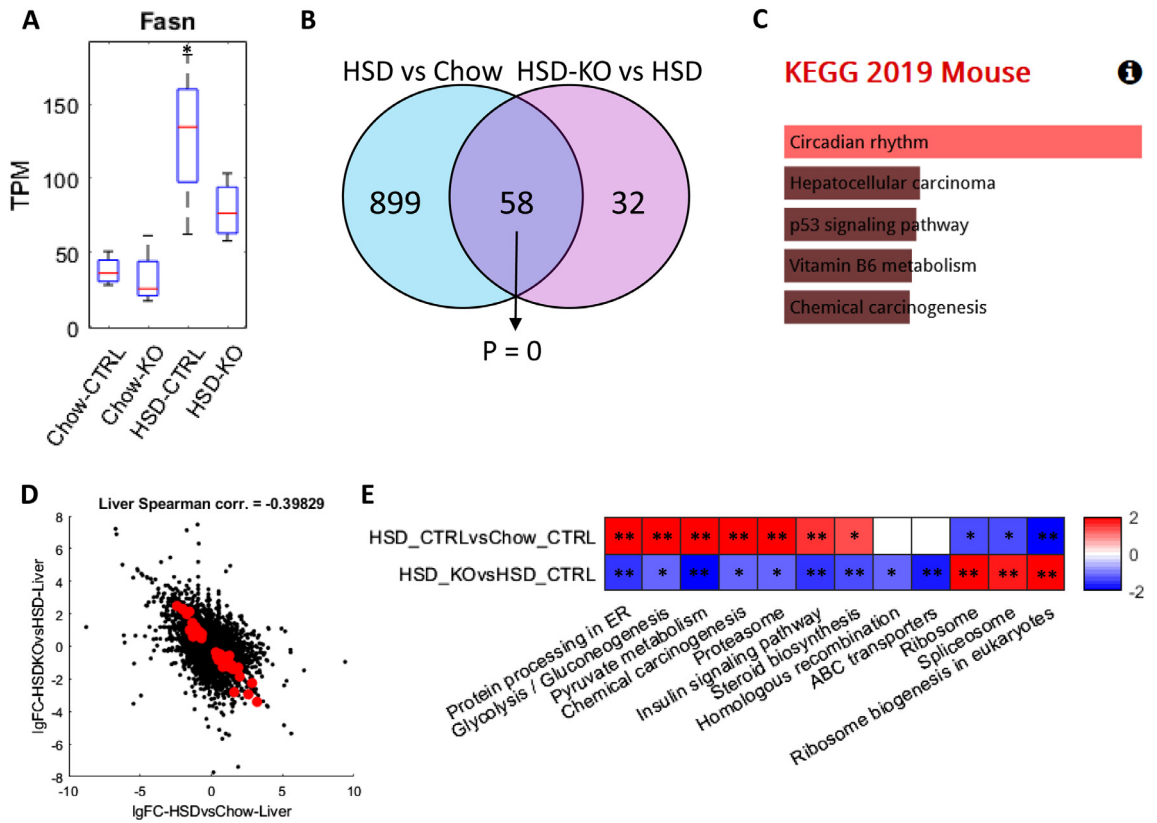 A
Fasn
*
TPM
150
100
50
0
Chow-CTRL
Chow-KO
HSD-CTRL
HSD-KO
B
HSD vs Chow HSD-KO vs HSD
899
58
32
P = 0
C
KEGG 2019 Mouse
i
Circadian rhythm
Hepatocellular carcinoma
p53 signaling pathway
Vitamin B6 metabolism
Chemical carcinogenesis
D
Liver Spearman corr. = -0.39829
lgFC-HSDKOvsHSD-Liver
8
6
4
2
0
-2
-4
-6
-8
-10 -5 0 5 10
lgFC-HSDvsChow-Liver
E
HSD_CTRLvsChow_CTRL
** ** ** ** ** ** * * * **
HSD_KOvsHSD_CTRL
** * ** * * ** ** * ** ** ** **
2
0
-2
Protein processing in ER
Glycolysis / Gluconeogenesis
Pyruvate metabolism
Chemical carcinogenesis
Proteasome
Insulin signaling pathway
Steroid biosynthesis
Homologous recombination
ABC transporters
Ribosome
Spliceosome
Ribosome biogenesis in eukaryotes